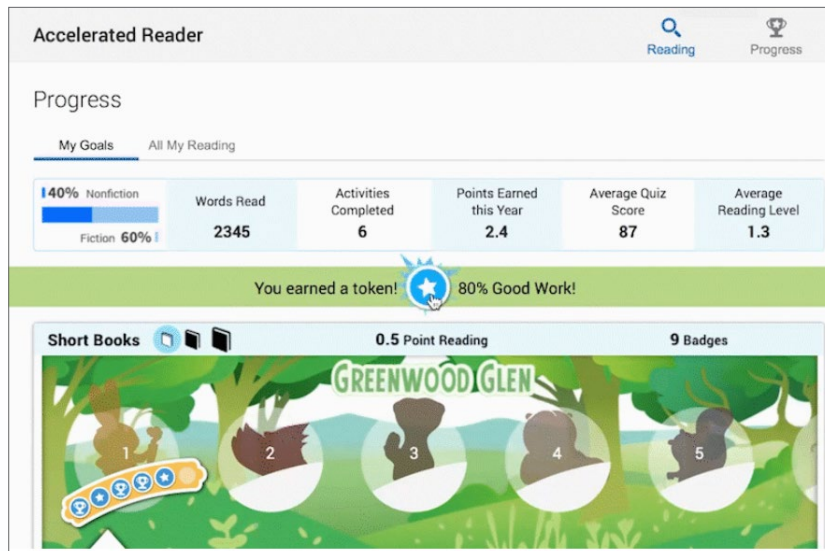 Accelerated Reader
Reading
Progress
Progress
My Goals
All My Reading
40% Nonfiction
Fiction 60%
Words Read
2345
Activities
Completed
6
Points Earned
this Year
2.4
Average Quiz
Score
87
Average
Reading Level
1.3
You earned a token! 80% Good Work!
Short Books
0.5 Point Reading
9 Badges
GREENWOOD GLEN
1
2
3
4
5